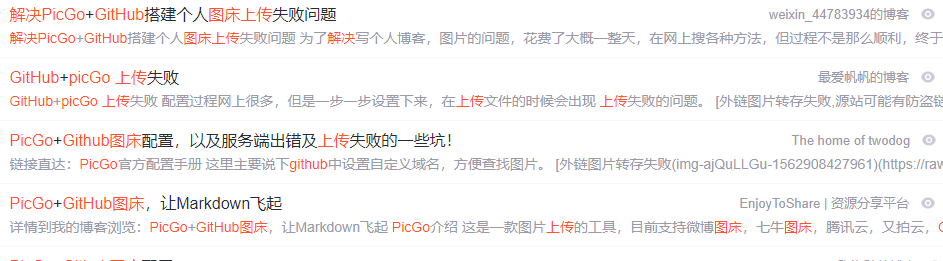 解决PicGo+GitHub搭建个人图床上传失败问题 weixin_44783934的博客
解决PicGo+GitHub搭建个人图床上传失败问题 为了解决写个人博客，图片的问题，花费了大概一整天，在网上搜各种方法，但过程不是那么顺利，终于
GitHub+picGo 上传失败 最爱帆帆的博客
GitHub+picGo 上传失败 配置过程网上很多，但是一步一步设置下来，在上传文件的时候会出现 上传失败的问题。 [外链图片转存失败,源站可能有防盗链
PicGo+Github图床配置，以及服务端出错及上传失败的一些坑！ The home of twodog
链接直达：PicGo官方配置手册 这里主要说下github中设置自定义域名，方便查找图片。 [外链图片转存失败(img-ajQuLLGu-1562908427961)(https://raw
PicGo+GitHub图床，让Markdown飞起 EnjoyToShare | 资源分享平台
详情到我的博客浏览：PicGo+GitHub图床，让Markdown飞起 PicGo介绍 这是一款图片上传的工具，目前支持微博图床，七牛图床，腾讯云，又拍云，